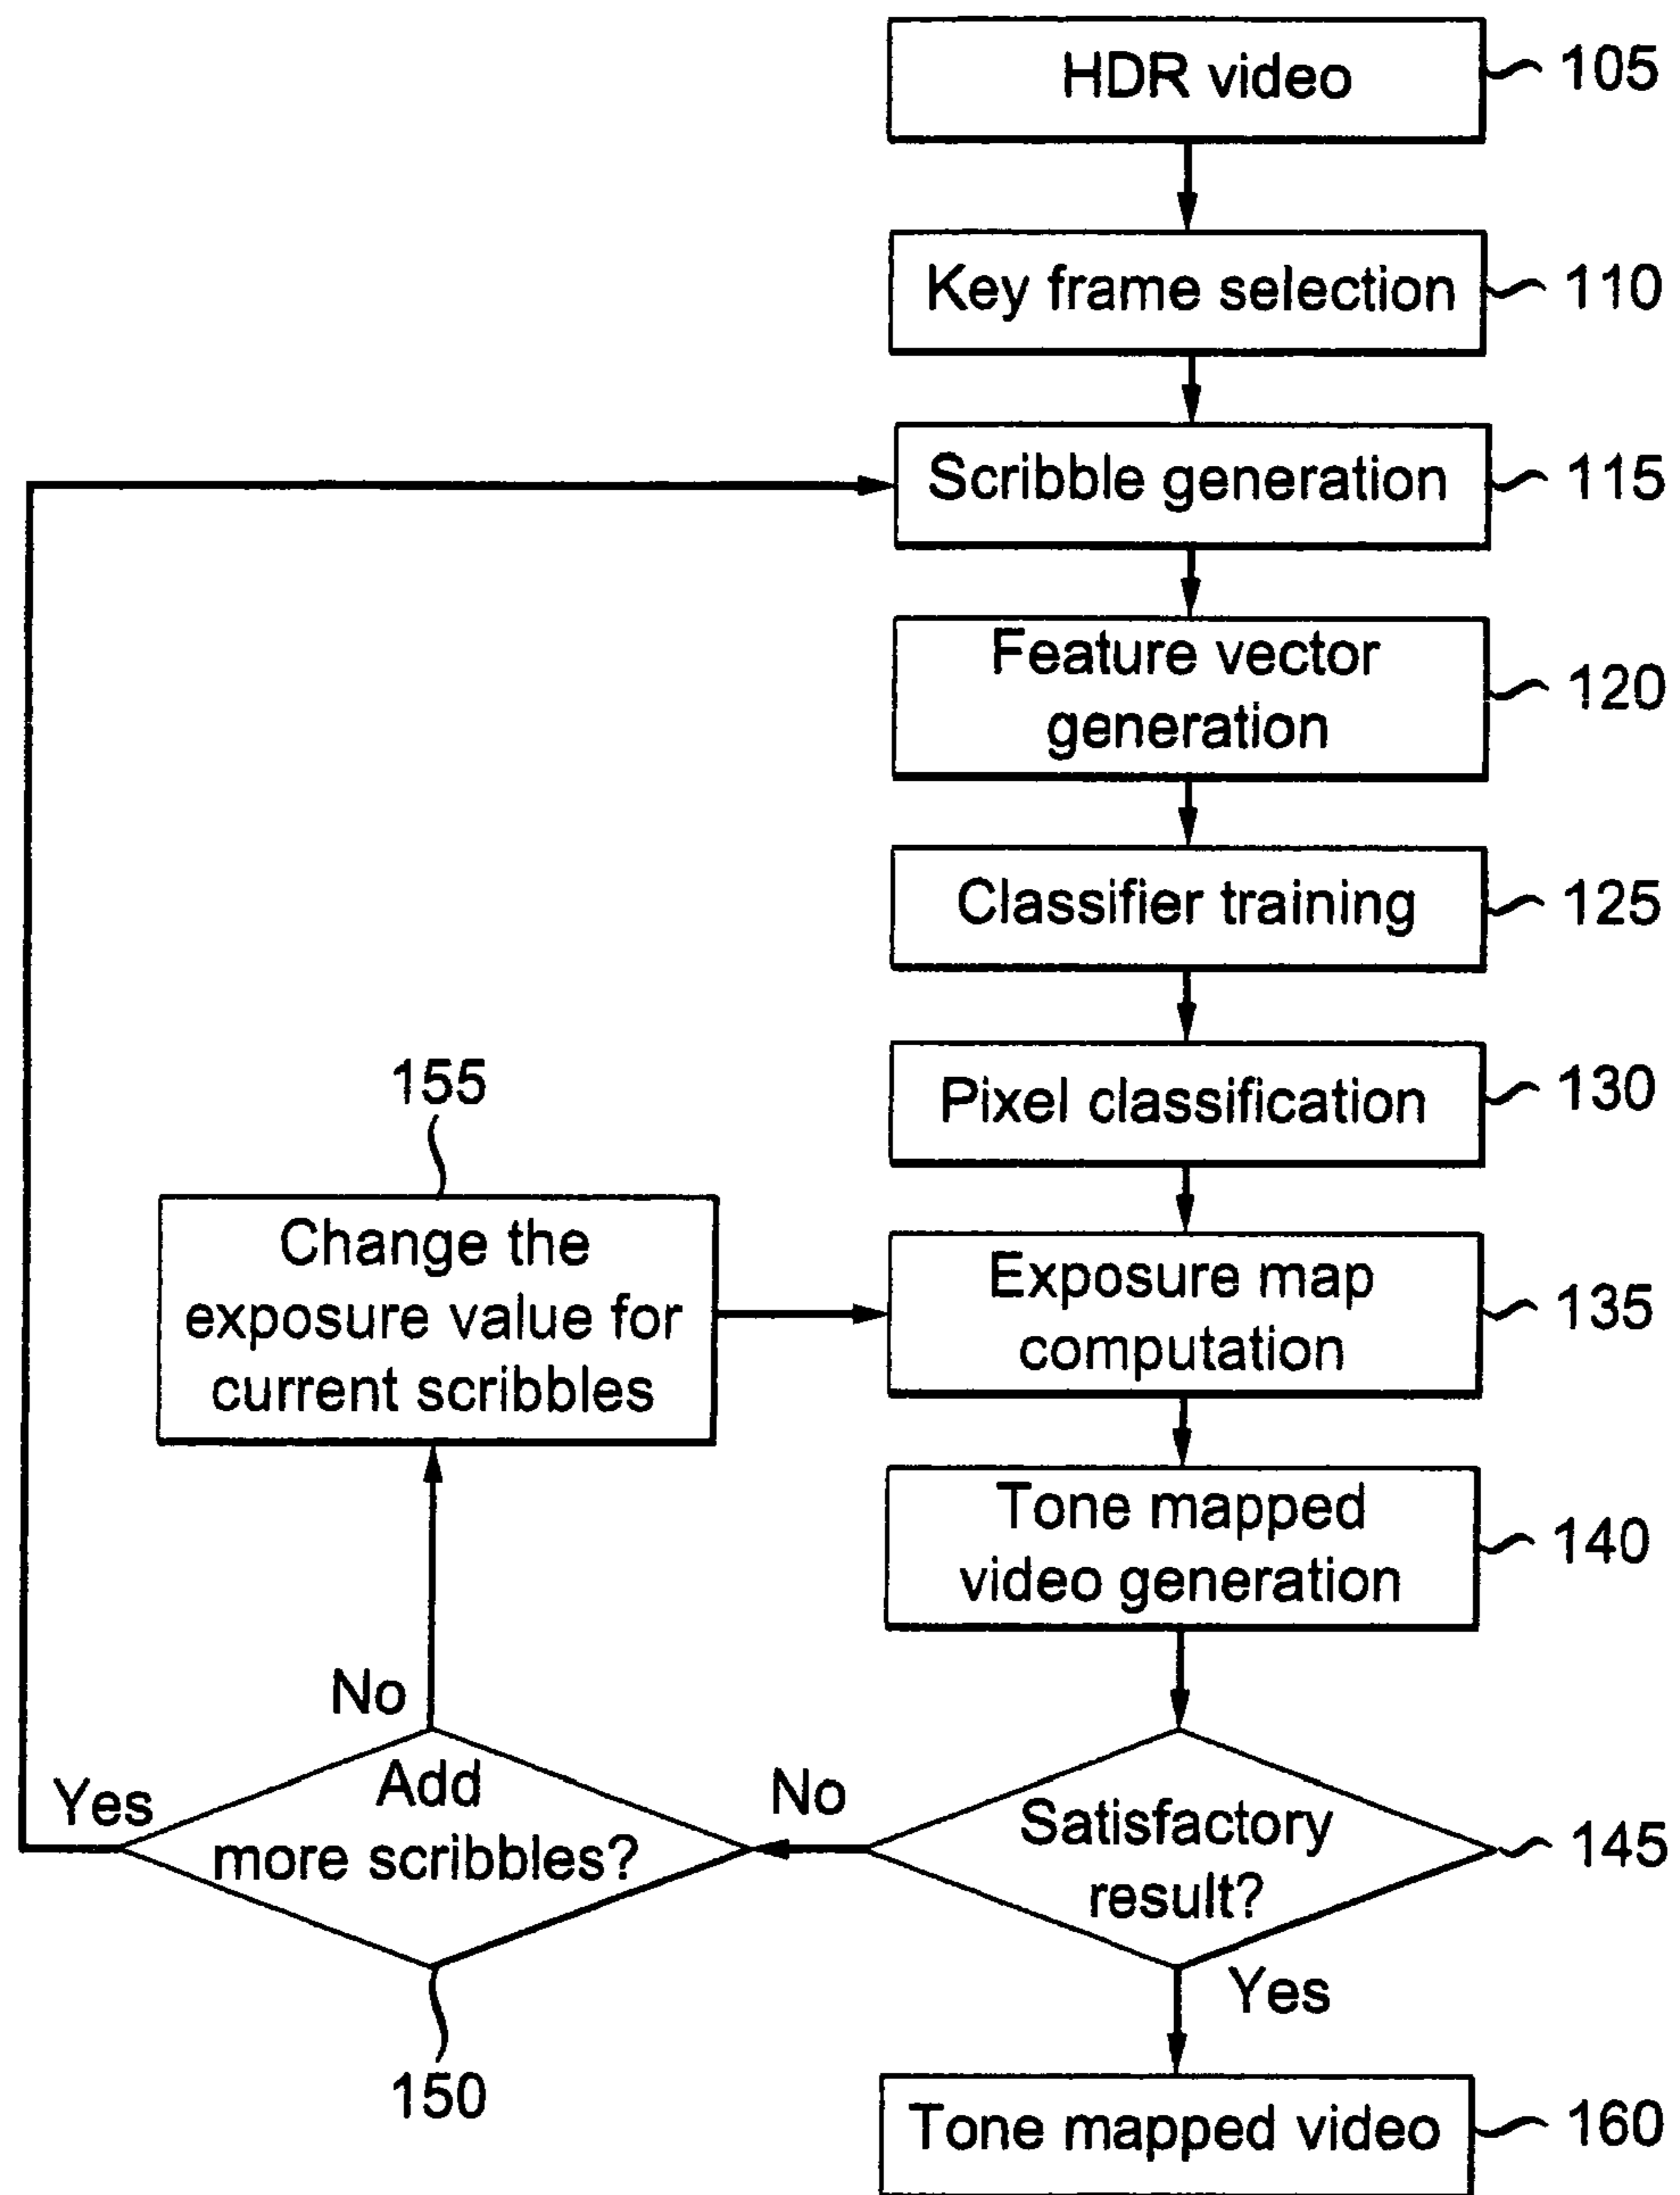 HDR video
105
Key frame selection
110
Scribble generation
115
Feature vector
generation
120
Classifier training
125
Pixel classification
130
155
Change the
exposure value for
current scribbles
Exposure map
computation
135
Tone mapped
video generation
140
No
Yes
Add
more scribbles?
No
Satisfactory
result?
145
Yes
150
Tone mapped video
160